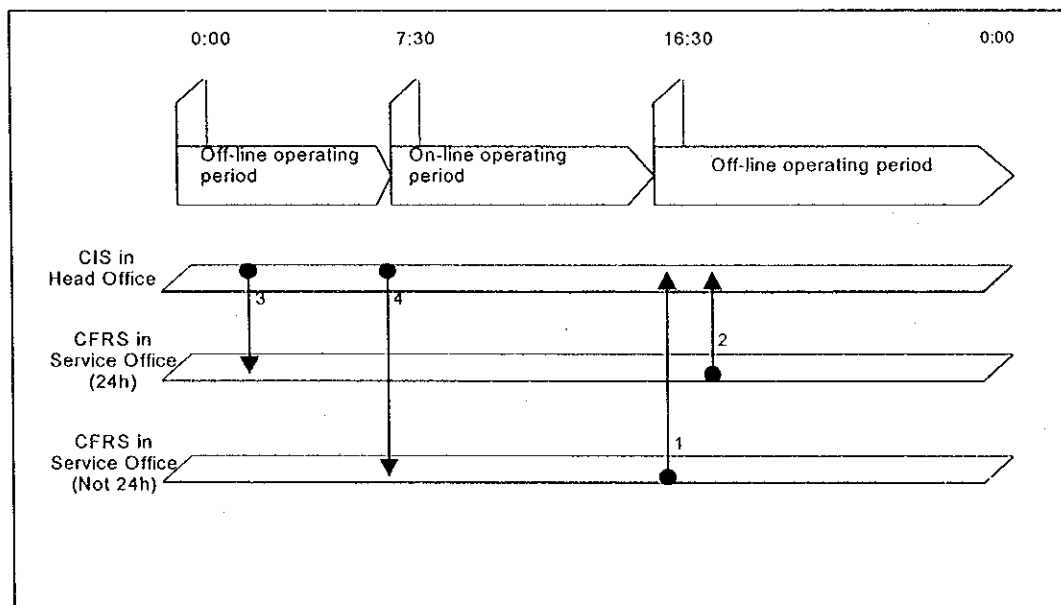 0:00 7:30 16:30 0:00
Off-line operating
period
On-line operating
period
Off-line operating period
CIS in
Head Office
3
4
CFRS in
Service Office
(24h)
2
CFRS in
Service Office
(Not 24h)
1